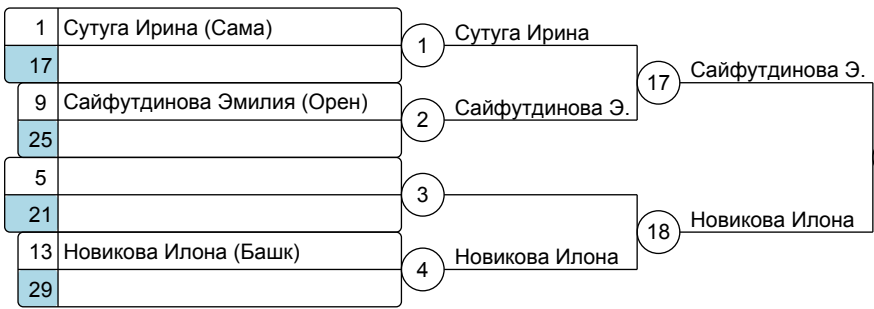 1 Сутуга Ирина (Сама)
17
9 Сайфутдинова Эмилия (Орен)
25
5
21
13 Новикова Илона (Башк)
29
1 Сутуга Ирина
2 Сайфутдинова Э.
3
4 Новикова Илона
17 Сайфутдинова Э.
18 Новикова Илона